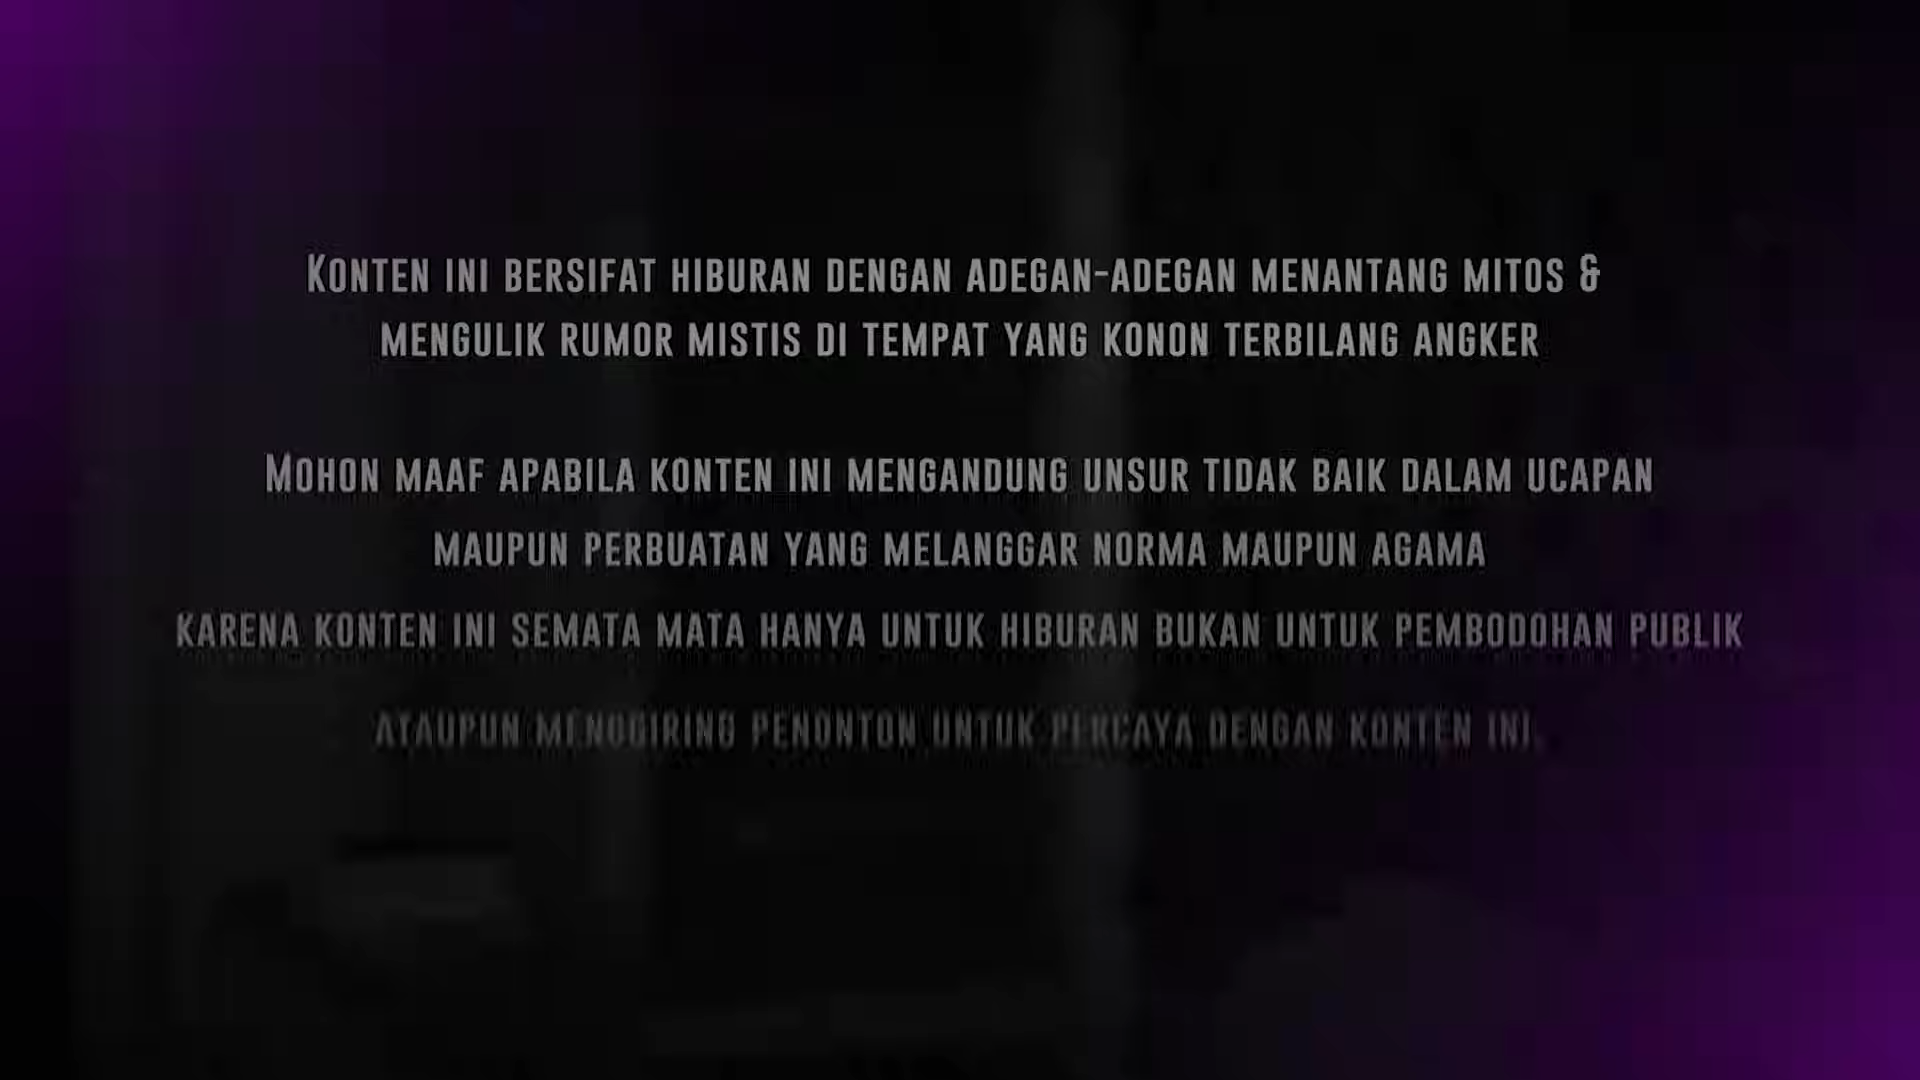 Konten ini bersifat hiburan dengan adegan-adegan menantang mitos &
mengulik rumor mistis di tempat yang konon terbilang angker
Mohon maaf apabila konten ini mengandung unsur tidak baik dalam ucapan
maupun perbuatan yang melanggar norma maupun agama
karena konten ini semata mata hanya untuk hiburan bukan untuk pembodohan publik
ataupun menggiring penonton untuk percaya dengan konten ini.